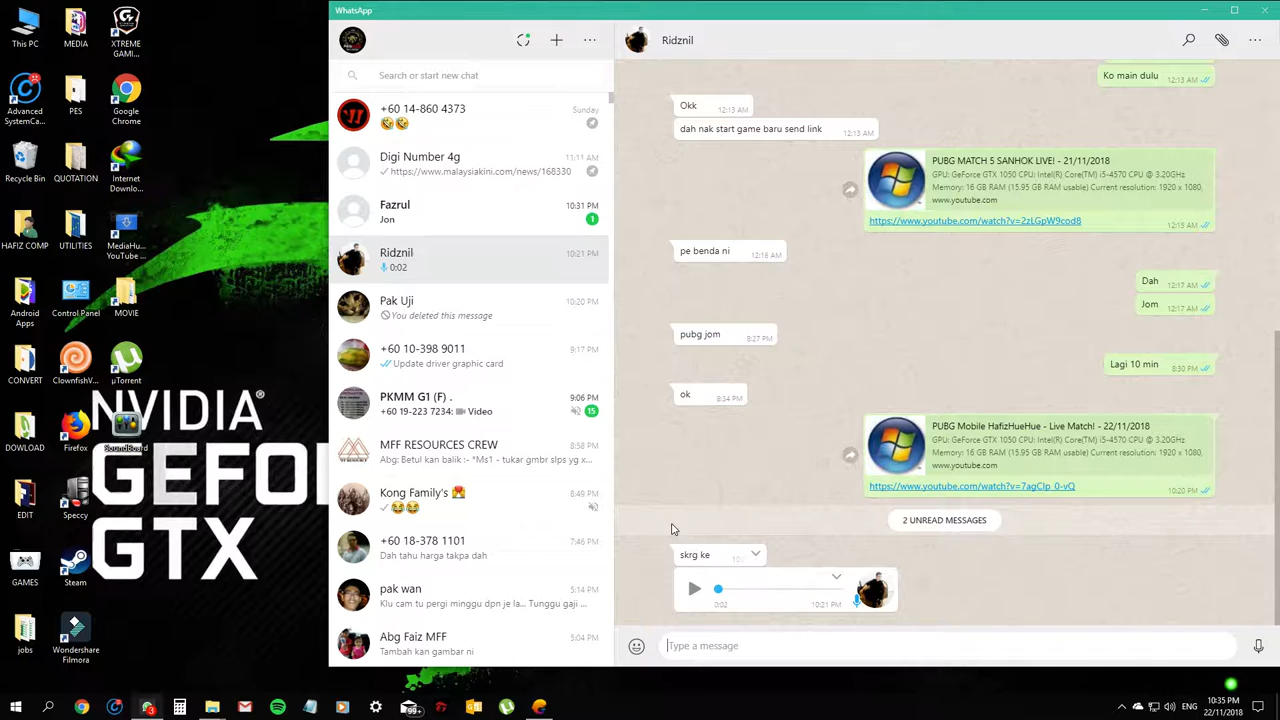 This PC
MEDIA
XTREME
GAMI...
Advanced
SystemCa...
PES
Google
Chrome
Recycle Bin
QUOTATION
Internet
Downlo...
HAFIZ COMP
UTILITIES
MediaHu...
YouTube ...
Android
Apps
Control Panel
MOVIE
CONVERT
ClownfishV...
µTorrent
DOWLOAD
Firefox
SoundBoard
EDIT
Speccy
GAMES
Steam
jobs
Wondershare
Filmora
NVIDIA
GEFO
GTX
WhatsApp
Search or start new chat
+60 14-860 4373
Sunday
Digi Number 4g
11:11 AM
https://www.malaysiakini.com/news/168330
Fazrul
10:31 PM
Jon
1
Ridznil
10:21 PM
0:02
Pak Uji
10:20 PM
You deleted this message
+60 10-398 9011
9:17 PM
Update driver graphic card
PKMM G1 (F) .
9:06 PM
+60 19-223 7234: Video
15
MFF RESOURCES CREW
8:58 PM
Abg: Betul kan balik :- *Ms1 - tukar gmbr slps yg x...
Kong Family's
8:49 PM
+60 18-378 1101
7:46 PM
Dah tahu harga takpa dah
pak wan
5:14 PM
Klu cam tu pergi minggu dpn je la... Tunggu gaji ...
Abg Faiz MFF
5:04 PM
Tambah kan gambar ni
Ridznil
Ko main dulu
12:13 AM
Okk
12:13 AM
dah nak start game baru send link
12:13 AM
PUBG MATCH 5 SANHOK LIVE! - 21/11/2018
GPU: GeForce GTX 1050 CPU: Intel(R) Core(TM) i5-4570 CPU @ 3.20GHz
Memory: 16 GB RAM (15.95 GB RAM usable) Current resolution: 1920 x 1080,
www.youtube.com
https://www.youtube.com/watch?v=2zLGpW9cod8
12:15 AM
pe benda ni
12:16 AM
Dah
12:17 AM
Jom
12:17 AM
pubg jom
8:27 PM
Lagi 10 min
8:30 PM
ok
8:34 PM
PUBG Mobile HafizHueHue - Live Match! - 22/11/2018
GPU: GeForce GTX 1050 CPU: Intel(R) Core(TM) i5-4570 CPU @ 3.20GHz
Memory: 16 GB RAM (15.95 GB RAM usable) Current resolution: 1920 x 1080,
www.youtube.com
https://www.youtube.com/watch?v=7agCIp_0-vQ
10:20 PM
2 UNREAD MESSAGES
skrg ke
0:02
10:21 PM
Type a message
3
99+
ENG
10:35 PM
22/11/2018